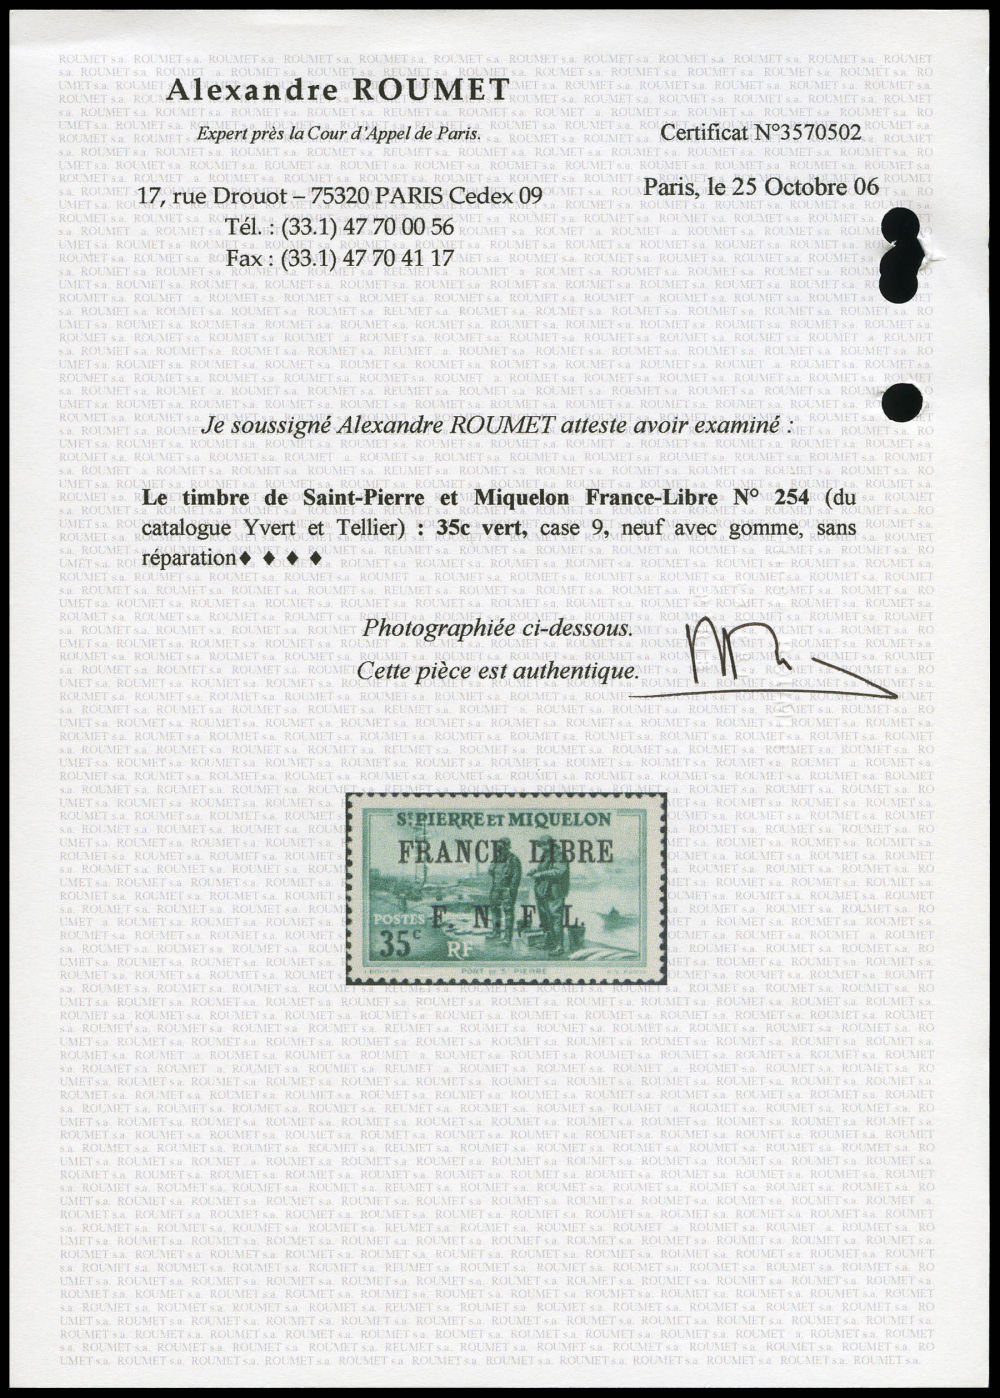 Alexandre ROUMET
Expert près la Cour d'Appel de Paris.
Certificat N°3570502
17, rue Drouot – 75320 PARIS Cedex 09
Paris, le 25 Octobre 06
Tél. : (33.1) 47 70 00 56
Fax : (33.1) 47 70 41 17
Je soussigné Alexandre ROUMET atteste avoir examiné :
Le timbre de Saint-Pierre et Miquelon France-Libre N° 254 (du
catalogue Yvert et Tellier) : 35c vert, case 9, neuf avec gomme, sans
réparation♦ ♦ ♦ ♦
Photographiée ci-dessous.
Cette pièce est authentique.
ST PIERRE ET MIQUELON
FRANCE LIBRE
POSTES F. N. F. L.
35c RF
PORT DE ST PIERRE